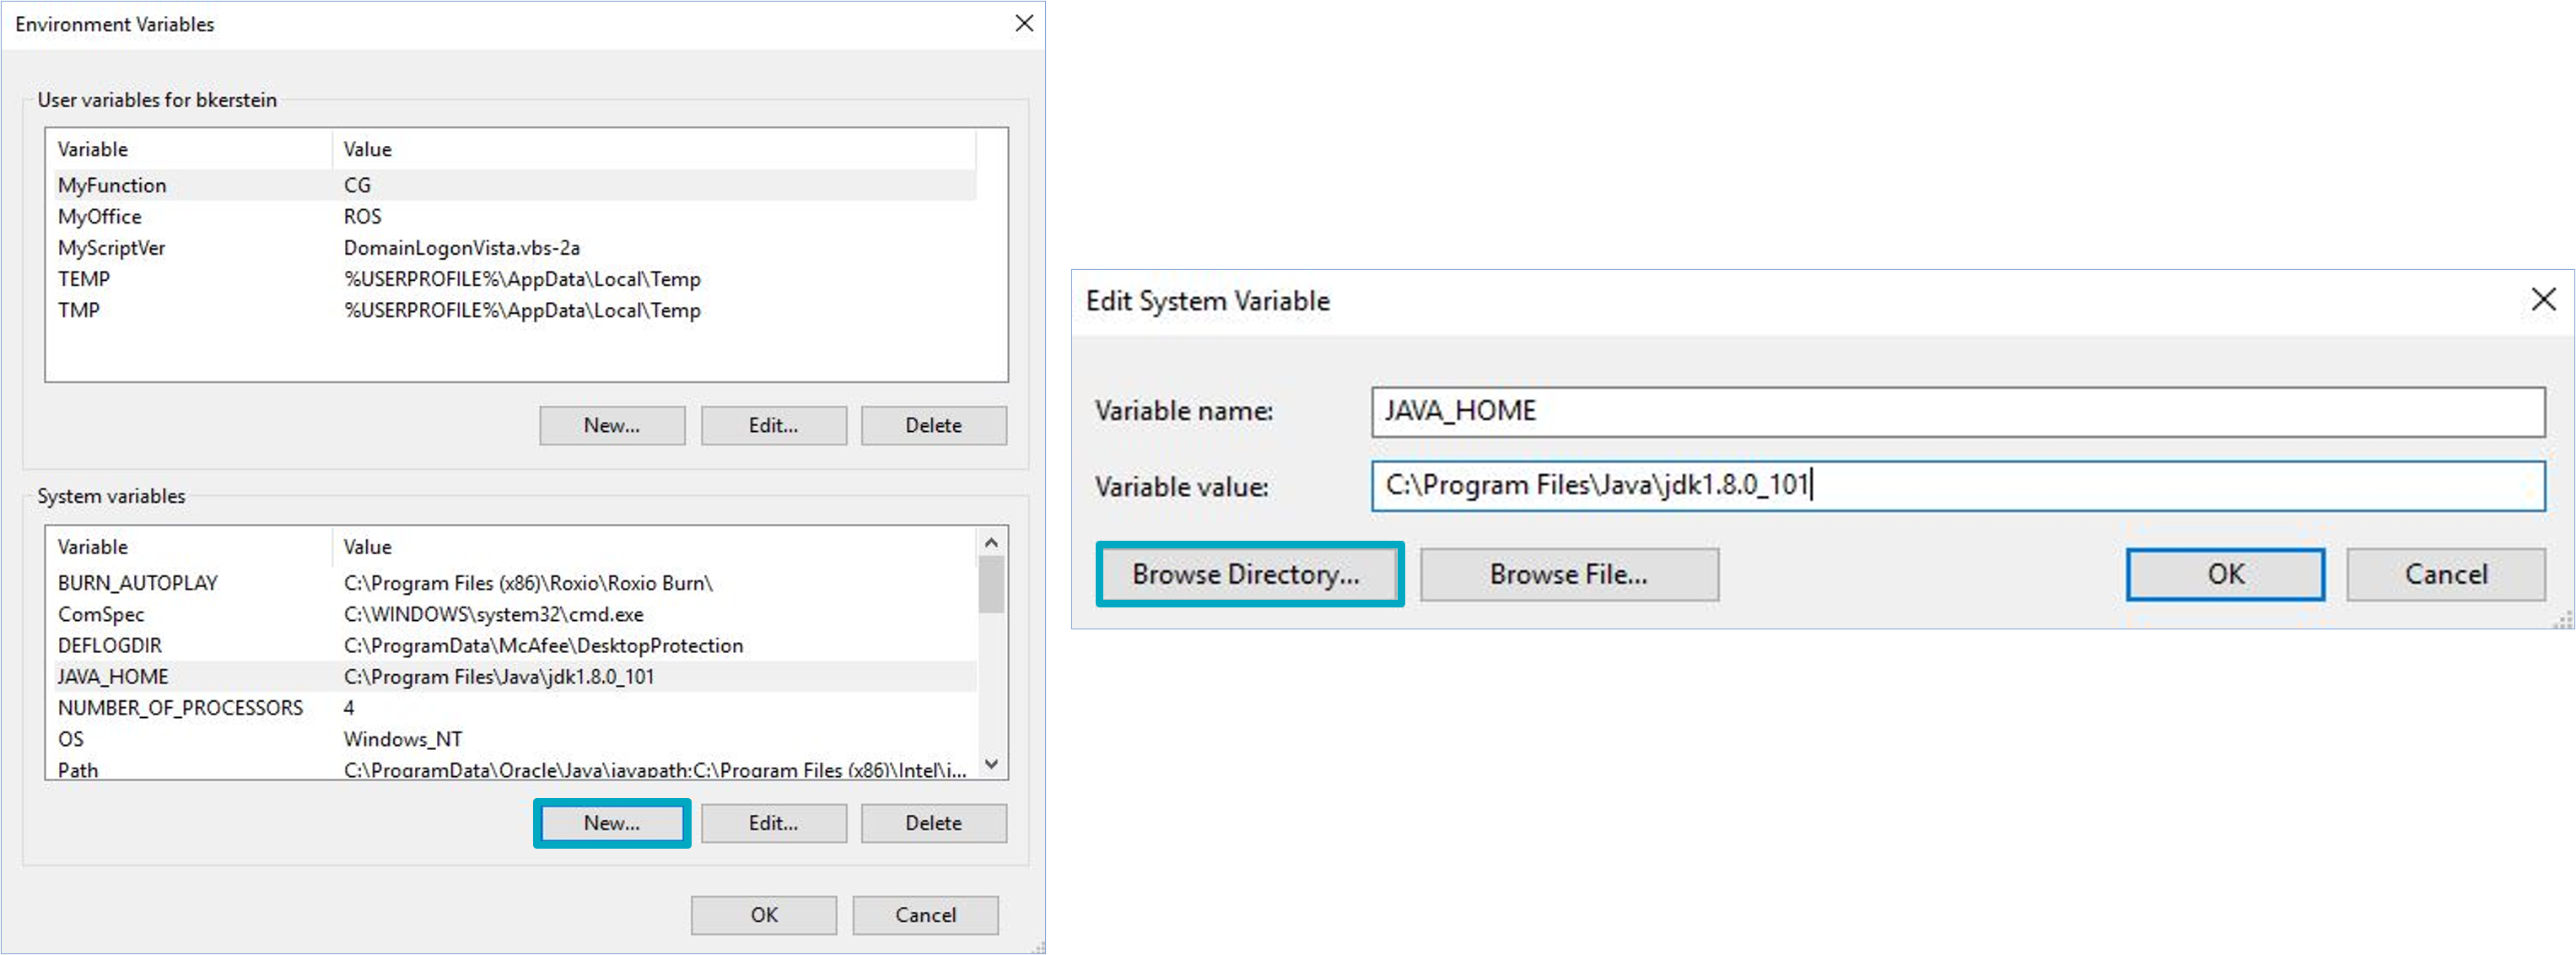 Environment Variables
User variables for bkerstein
Variable Value
MyFunction CG
MyOffice ROS
MyScriptVer DomainLogonVista.vbs-2a
TEMP %USERPROFILE%\AppData\Local\Temp
TMP %USERPROFILE%\AppData\Local\Temp
New... Edit... Delete
System variables
Variable Value
BURN_AUTOPLAY C:\Program Files (x86)\Roxio\Roxio Burn\
ComSpec C:\WINDOWS\system32\cmd.exe
DEFLOGDIR C:\ProgramData\McAfee\DesktopProtection
JAVA_HOME C:\Program Files\Java\jdk1.8.0_101
NUMBER_OF_PROCESSORS 4
OS Windows_NT
Path C:\ProgramData\Oracle\Java\javapath;C:\Program Files (x86)\Intel\i...
New... Edit... Delete
OK Cancel
Edit System Variable
Variable name: JAVA_HOME
Variable value: C:\Program Files\Java\jdk1.8.0_101
Browse Directory... Browse File... OK Cancel